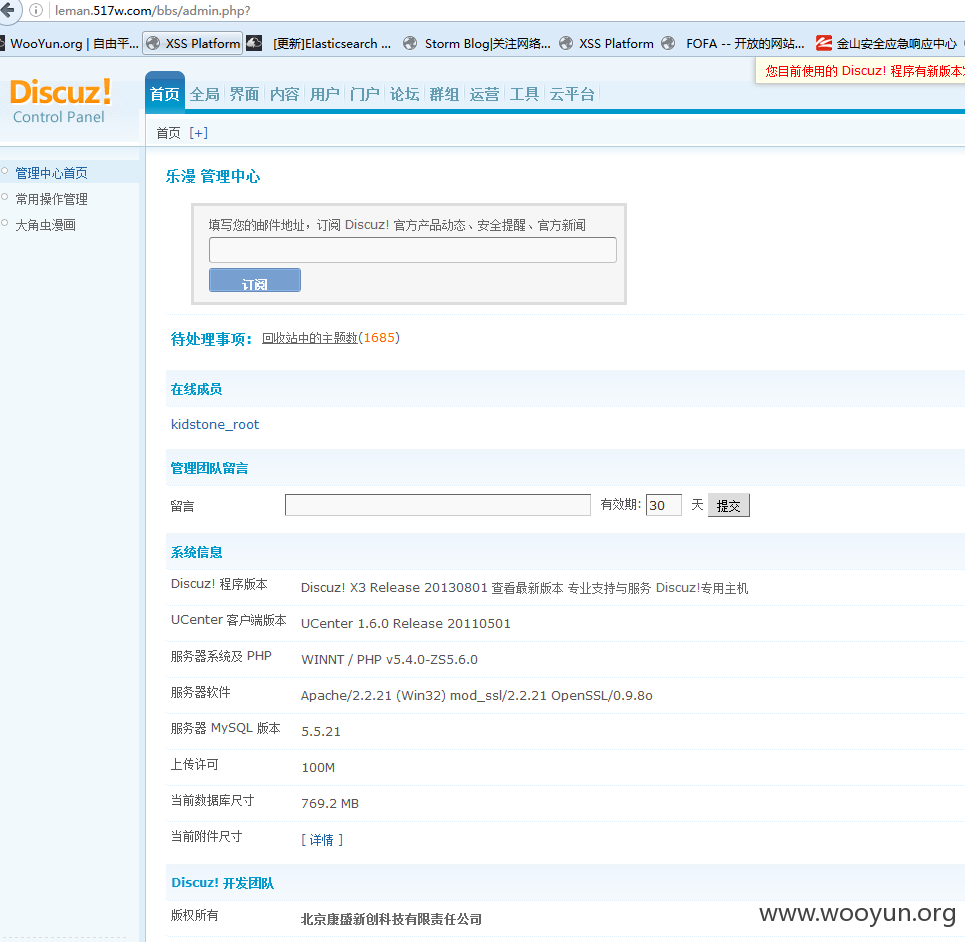 leman.517w.com/bbs/admin.php?
WooYun.org | 自由平... XSS Platform [更新]Elasticsearch ... Storm Blog|关注网络... XSS Platform FOFA -- 开放的网站... 金山安全应急响应中心
您目前使用的 Discuz! 程序有新版本
Discuz!
Control Panel
首页 全局 界面 内容 用户 门户 论坛 群组 运营 工具 云平台
首页 [+]
管理中心首页
常用操作管理
大角虫漫画
乐漫 管理中心
填写您的邮件地址，订阅 Discuz! 官方产品动态、安全提醒、官方新闻
订阅
待处理事项: 回收站中的主题数(1685)
在线成员
kidstone_root
管理团队留言
留言 有效期: 30 天 提交
系统信息
Discuz! 程序版本 Discuz! X3 Release 20130801 查看最新版本 专业支持与服务 Discuz!专用主机
UCenter 客户端版本 UCenter 1.6.0 Release 20110501
服务器系统及 PHP WINNT / PHP v5.4.0-ZS5.6.0
服务器软件 Apache/2.2.21 (Win32) mod_ssl/2.2.21 OpenSSL/0.9.8o
服务器 MySQL 版本 5.5.21
上传许可 100M
当前数据库尺寸 769.2 MB
当前附件尺寸 [ 详情 ]
Discuz! 开发团队
版权所有 北京康盛新创科技有限责任公司
www.wooyun.org